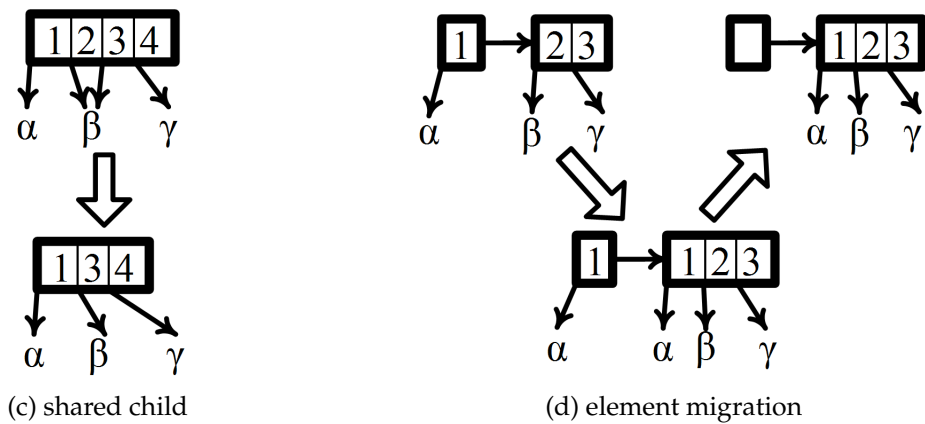 1 2 3 4
α β γ
1 3 4
α β γ
(c) shared child
1 2 3
α β γ
1 2 3
α β γ
1 1 2 3
α α β γ
(d) element migration